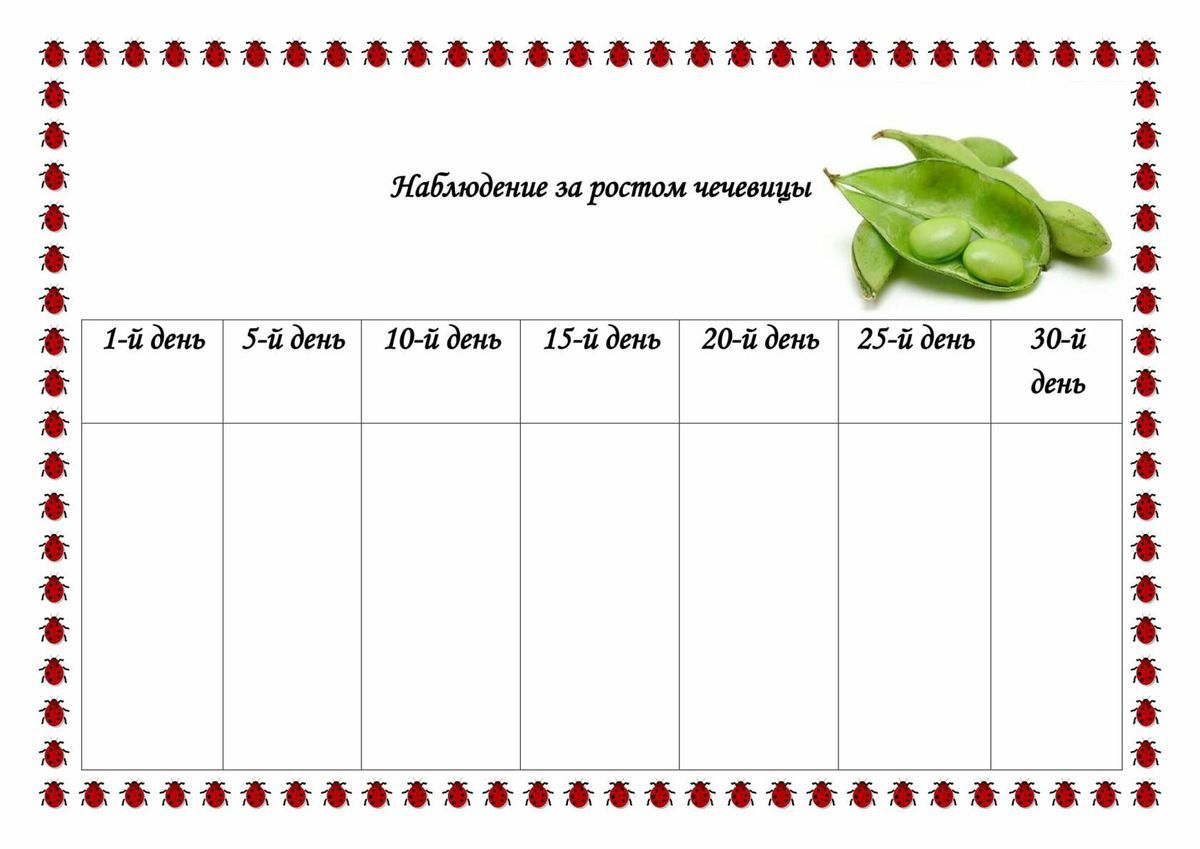 Наблюдение за ростом чечевицы
1-й день 5-й день 10-й день 15-й день 20-й день 25-й день 30-й
день